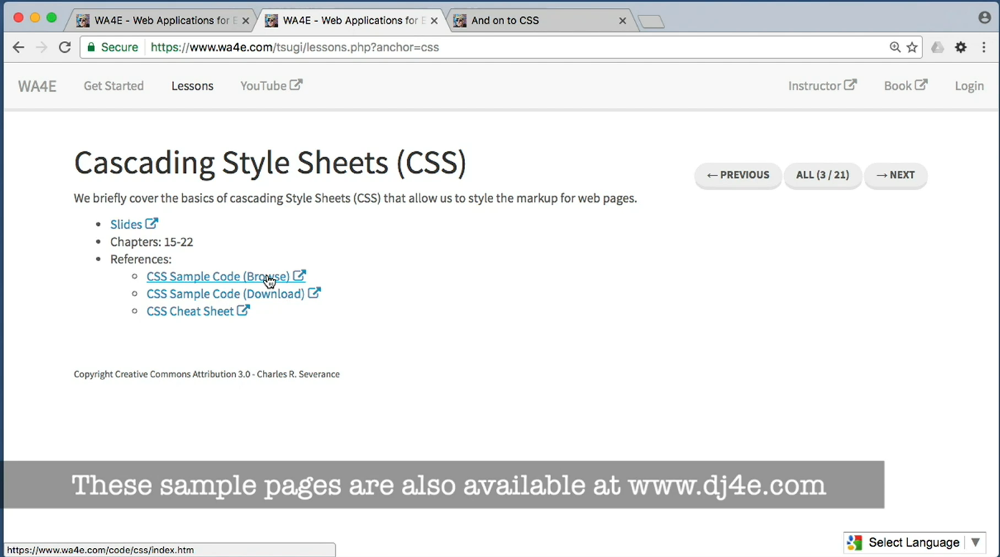 WA4E - Web Applications for E
WA4E - Web Applications for E
And on to CSS
Secure https://www.wa4e.com/tsugi/lessons.php?anchor=css
WA4E Get Started Lessons YouTube Instructor Book Login
Cascading Style Sheets (CSS)
← PREVIOUS ALL (3 / 21) → NEXT
We briefly cover the basics of cascading Style Sheets (CSS) that allow us to style the markup for web pages.
Slides
Chapters: 15-22
References:
CSS Sample Code (Browse)
CSS Sample Code (Download)
CSS Cheat Sheet
Copyright Creative Commons Attribution 3.0 - Charles R. Severance
These sample pages are also available at www.dj4e.com
Select Language
https://www.wa4e.com/code/css/index.htm